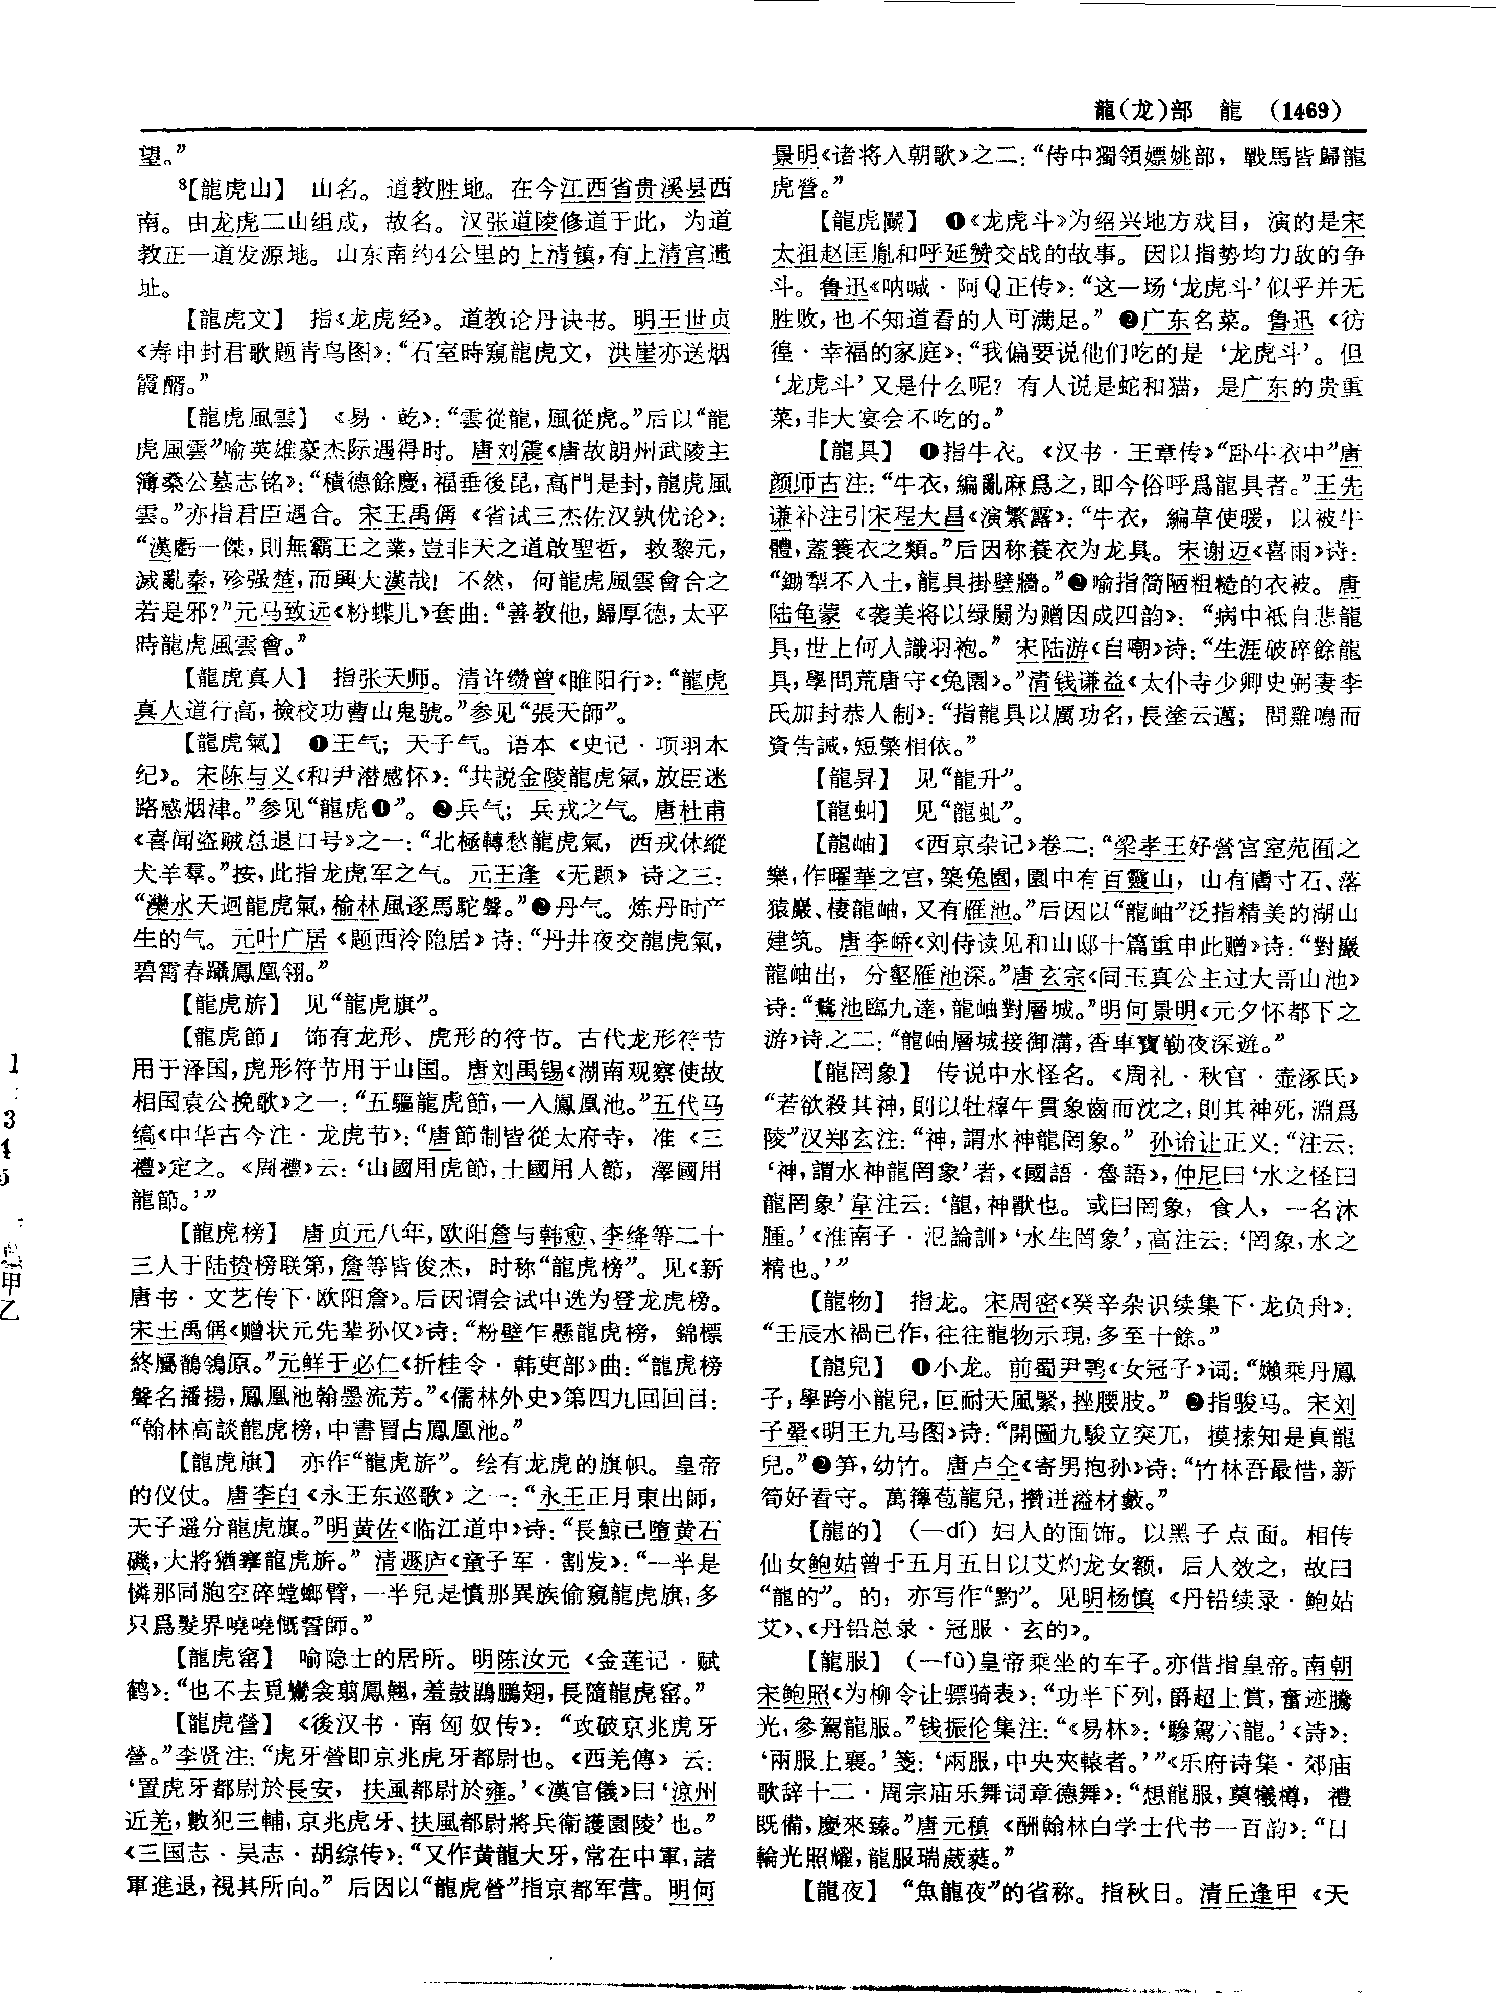 龍(龙)部　龍　(1469)
望。”
⁸【龍虎山】　山名。道教胜地。在今江西省贵溪县西
南。由龙虎二山组成，故名。汉张道陵修道于此，为道
教正一道发源地。山东南约4公里的上清镇，有上清宫遗
址。
【龍虎文】　指《龙虎经》。道教论丹诀书。明王世贞
《寿申封君歌题青鸟图》：“石室時窺龍虎文，洪崖亦送烟
霞醑。”
【龍虎風雲】　《易·乾》：“雲從龍，風從虎。”后以“龍
虎風雲”喻英雄豪杰际遇得时。唐刘震《唐故朗州武陵主
簿桑公墓志铭》：“積德餘慶，福垂後昆，高門是封，龍虎風
雲。”亦指君臣遇合。宋王禹偁《省试三杰佐汉孰优论》：
“漢虧一傑，則無霸王之業，豈非天之道啟聖哲，救黎元，
滅亂秦，殄强楚，而興大漢哉！不然，何龍虎風雲會合之
若是邪？”元马致远《粉蝶儿》套曲：“善教他，歸厚德，太平
時龍虎風雲會。”
【龍虎真人】　指张天师。清许缵曾《睢阳行》：“龍虎
真人道行高，撿校功曹山鬼號。”参见“張天師”。
【龍虎氣】　❶王气；天子气。语本《史记·项羽本
纪》。宋陈与义《和尹潜感怀》：“共説金陵龍虎氣，放臣迷
路感烟津。”参见“龍虎❶”。❷兵气；兵戎之气。唐杜甫
《喜闻盗贼总退口号》之一：“北極轉愁龍虎氣，西戎休縱
犬羊羣。”按，此指龙虎军之气。元王逢《无题》诗之三：
“灤水天迥龍虎氣，榆林風逐馬駝聲。”❸丹气。炼丹时产
生的气。元叶广居《题西泠隐居》诗：“丹井夜交龍虎氣，
碧霄春躡鳳凰翎。”
【龍虎旂】　见“龍虎旗”。
【龍虎節】　饰有龙形、虎形的符节。古代龙形符节
用于泽国，虎形符节用于山国。唐刘禹锡《湖南观察使故
相国袁公挽歌》之一：“五驅龍虎節，一入鳳凰池。”五代马
缟《中华古今注·龙虎节》：“唐節制皆從太府寺，准《三
禮》定之。《周禮》云：‘山國用虎節，土國用人節，澤國用
龍節。’”
【龍虎榜】　唐贞元八年，欧阳詹与韩愈、李绛等二十
三人于陆贽榜联第，詹等皆俊杰，时称“龍虎榜”。见《新
唐书·文艺传下·欧阳詹》。后因谓会试中选为登龙虎榜。
宋王禹偁《赠状元先辈孙仅》诗：“粉壁乍懸龍虎榜，錦標
終屬鶺鴒原。”元鲜于必仁《折桂令·韩吏部》曲：“龍虎榜
聲名播揚，鳳凰池翰墨流芳。”《儒林外史》第四九回回目：
“翰林高談龍虎榜，中書冒占鳳凰池。”
【龍虎旗】　亦作“龍虎旂”。绘有龙虎的旗帜。皇帝
的仪仗。唐李白《永王东巡歌》之一：“永王正月東出師，
天子遥分龍虎旗。”明黄佐《临江道中》诗：“長鯨已墮黄石
磯，大將猶搴龍虎旂。”清遯庐《童子军·割发》：“一半是
憐那同胞空碎螳螂臂，一半兒是憤那異族偷窺龍虎旗，多
只爲髮界嘵嘵慨誓師。”
【龍虎窟】　喻隐士的居所。明陈汝元《金莲记·赋
鹤》：“也不去覓鸞衾翦鳳翹，羞鼓鵾鵬翅，長隨龍虎窟。”
【龍虎營】　《後汉书·南匈奴传》：“攻破京兆虎牙
營。”李贤注：“虎牙營即京兆虎牙都尉也。《西羌傳》云：
‘置虎牙都尉於長安，扶風都尉於雍。’《漢官儀》曰‘涼州
近羌，數犯三輔，京兆虎牙、扶風都尉將兵衛護園陵’也。”
《三国志·吴志·胡综传》：“又作黄龍大牙，常在中軍，諸
軍進退，視其所向。”后因以“龍虎營”指京都军营。明何
景明《诸将入朝歌》之二：“侍中獨領嫖姚部，戰馬皆歸龍
虎營。”
【龍虎鬭】　❶《龙虎斗》为绍兴地方戏目，演的是宋
太祖赵匡胤和呼延赞交战的故事。因以指势均力敌的争
斗。鲁迅《呐喊·阿Q正传》：“这一场‘龙虎斗’似乎并无
胜败，也不知道看的人可满足。”❷广东名菜。鲁迅《彷
徨·幸福的家庭》：“我偏要说他们吃的是‘龙虎斗’。但
‘龙虎斗’又是什么呢？有人说是蛇和猫，是广东的贵重
菜，非大宴会不吃的。”
【龍具】　❶指牛衣。《汉书·王章传》“卧牛衣中”唐
颜师古注：“牛衣，編亂麻爲之，即今俗呼爲龍具者。”王先
谦补注引宋程大昌《演繁露》：“牛衣，編草使暖，以被牛
體，蓋蓑衣之類。”后因称蓑衣为龙具。宋谢迈《喜雨》诗：
“鋤犁不入土，龍具掛壁牆。”❷喻指简陋粗糙的衣被。唐
陆龟蒙《袭美将以绿罽为赠因成四韵》：“病中祗自悲龍
具，世上何人識羽袍。”宋陆游《自嘲》诗：“生涯破碎餘龍
具，學問荒唐守《兔園》。”清钱谦益《太仆寺少卿史弼妻李
氏加封恭人制》：“指龍具以厲功名，長塗云邁；問雞鳴而
資告誡，短檠相依。”
【龍昇】　见“龍升”。
【龍虯】　见“龍虬”。
【龍岫】　《西京杂记》卷二：“梁孝王好營宫室苑囿之
樂，作曜華之宫，築兔園，園中有百靈山，山有膚寸石、落
猿巖、棲龍岫，又有雁池。”后因以“龍岫”泛指精美的湖山
建筑。唐李峤《刘侍读见和山邸十篇重申此赠》诗：“對巖
龍岫出，分壑雁池深。”唐玄宗《同玉真公主过大哥山池》
诗：“鷟池臨九逵，龍岫對層城。”明何景明《元夕怀都下之
游》诗之二：“龍岫層城接御溝，香車寶勒夜深遊。”
【龍罔象】　传说中水怪名。《周礼·秋官·壶涿氏》
“若欲殺其神，則以牡橭午貫象齒而沈之，則其神死，淵爲
陵”汉郑玄注：“神，謂水神龍罔象。”孙诒让正义：“注云：
‘神，謂水神龍罔象’者，《國語·魯語》，仲尼曰‘水之怪曰
龍罔象’韋注云：‘龍，神獸也。或曰罔象，食人，一名沐
腫。’《淮南子·氾論訓》‘水生罔象’，高注云：‘罔象，水之
精也。’”
【龍物】　指龙。宋周密《癸辛杂识续集下·龙负舟》：
“壬辰水禍已作，往往龍物示現，多至十餘。”
【龍兒】　❶小龙。前蜀尹鹗《女冠子》词：“嬾乘丹鳳
子，學跨小龍兒，叵耐天風緊，挫腰肢。”❷指骏马。宋刘
子翚《明王九马图》诗：“開圖九駿立突兀，摸㨼知是真龍
兒。”❸笋，幼竹。唐卢仝《寄男抱孙》诗：“竹林吾最惜，新
筍好看守。萬籜苞龍兒，攢迸溢林藪。”
【龍的】　（一dí）妇人的面饰。以黑子点面。相传
仙女鲍姑曾于五月五日以艾灼龙女额，后人效之，故曰
“龍的”。的，亦写作“黓”。见明杨慎《丹铅续录·鲍姑
艾》、《丹铅总录·冠服·玄的》。
【龍服】　（一fù）皇帝乘坐的车子。亦借指皇帝。南朝
宋鲍照《为柳令让骠骑表》：“功半下列，爵超上賞，奮迹騰
光，參駕龍服。”钱振伦集注：“《易林》：‘驂駕六龍。’《詩》：
‘兩服上襄。’箋：‘兩服，中央夾轅者。’”《乐府诗集·郊庙
歌辞十二·周宗庙乐舞词章德舞》：“想龍服，奠犧樽，禮
既備，慶來臻。”唐元稹《酬翰林白学士代书一百韵》：“日
輪光照耀，龍服瑞葳蕤。”
【龍夜】　“魚龍夜”的省称。指秋日。清丘逢甲《天